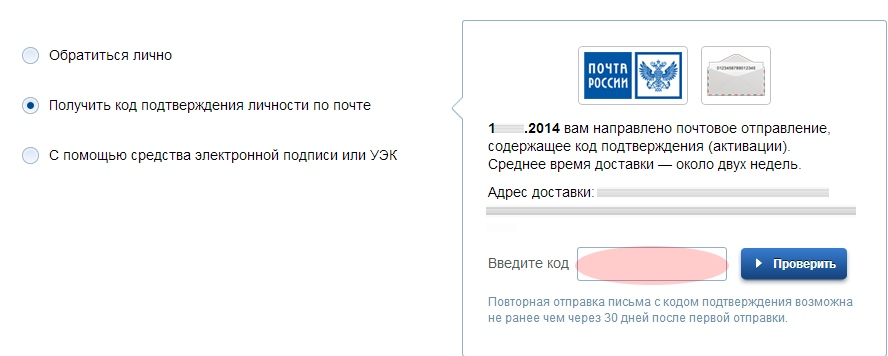 Обратиться лично
Получить код подтверждения личности по почте
С помощью средства электронной подписи или УЭК
ПОЧТА
РОССИИ
0123456789012345
1 .2014 вам направлено почтовое отправление,
содержащее код подтверждения (активации).
Среднее время доставки — около двух недель.
Адрес доставки:
Введите код
Проверить
Повторная отправка письма с кодом подтверждения возможна
не ранее чем через 30 дней после первой отправки.